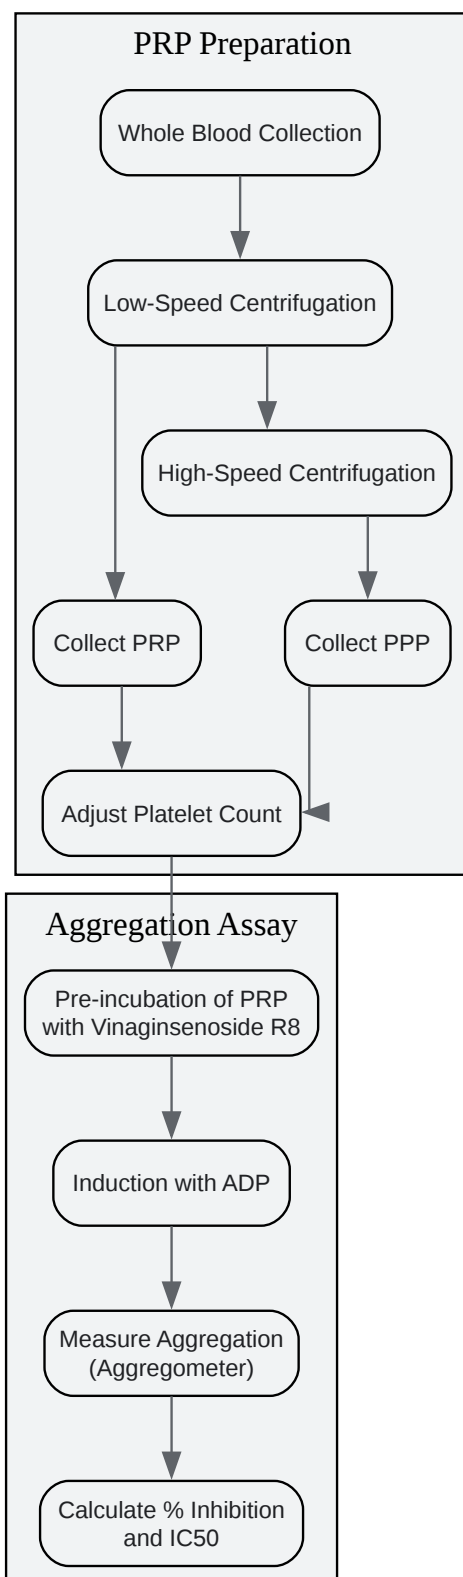 PRP Preparation
Whole Blood Collection
Low-Speed Centrifugation
High-Speed Centrifugation
Collect PRP
Collect PPP
Adjust Platelet Count
Aggregation Assay
Pre-incubation of PRP
with Vinaginsenoside R8
Induction with ADP
Measure Aggregation
(Aggregometer)
Calculate % Inhibition
and IC50